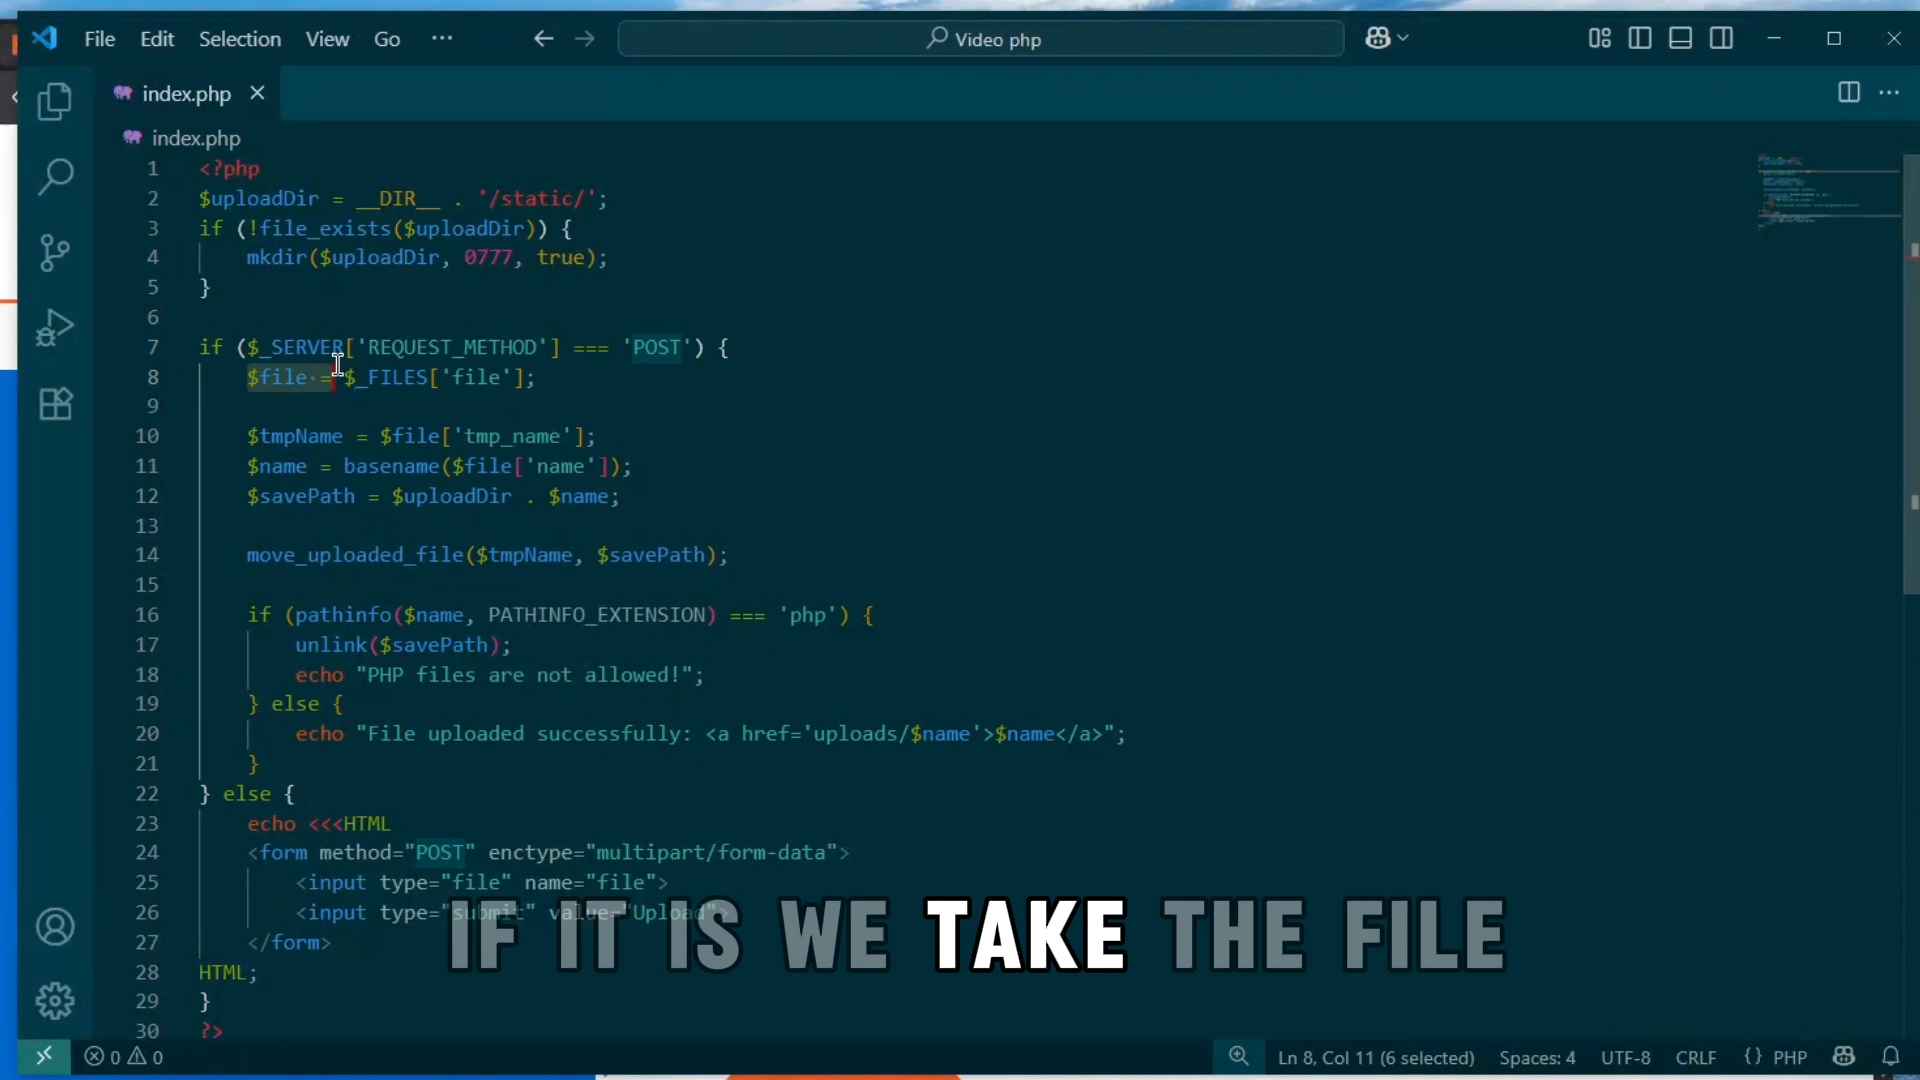 File Edit Selection View Go ··· Video php
index.php
index.php
1 <?php
2 $uploadDir = __DIR__ . '/static/';
3 if (!file_exists($uploadDir)) {
4 mkdir($uploadDir, 0777, true);
5 }
6
7 if ($_SERVER['REQUEST_METHOD'] === 'POST') {
8 $file = $_FILES['file'];
9
10 $tmpName = $file['tmp_name'];
11 $name = basename($file['name']);
12 $savePath = $uploadDir . $name;
13
14 move_uploaded_file($tmpName, $savePath);
15
16 if (pathinfo($name, PATHINFO_EXTENSION) === 'php') {
17 unlink($savePath);
18 echo "PHP files are not allowed!";
19 } else {
20 echo "File uploaded successfully: <a href='uploads/$name'>$name</a>";
21 }
22 } else {
23 echo <<<HTML
24 <form method="POST" enctype="multipart/form-data">
25 <input type="file" name="file">
26 <input type="submit" value="Upload">
27 </form>
28 HTML;
29 }
30 ?>
IF IT IS WE TAKE THE FILE
0 0 Ln 8, Col 11 (6 selected) Spaces: 4 UTF-8 CRLF {} PHP